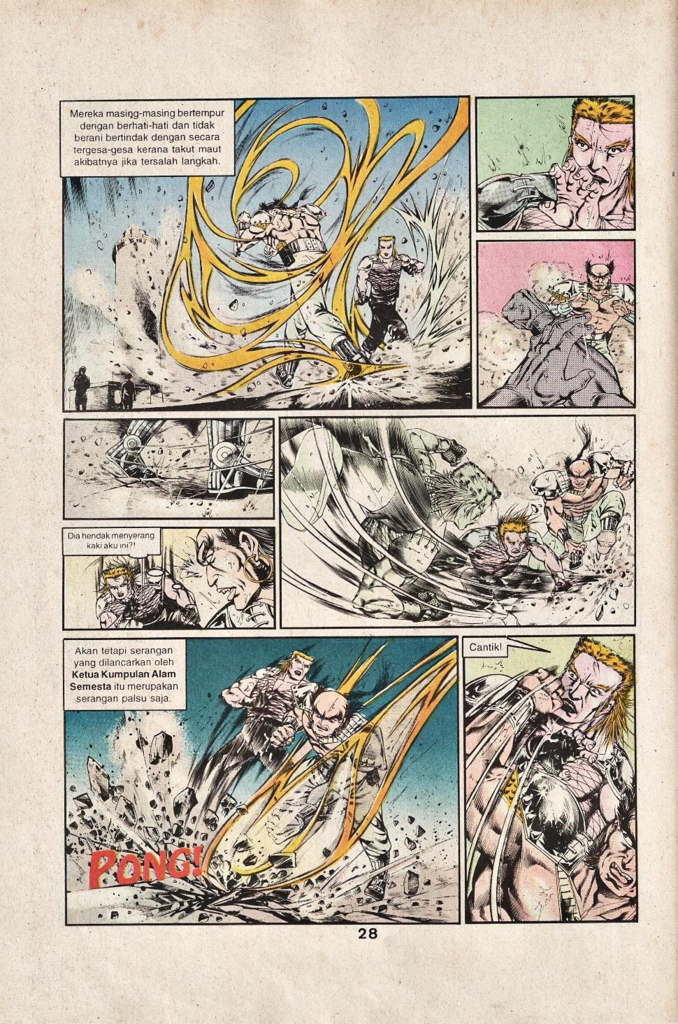 Mereka masing-masing bertempur
dengan berhati-hati dan tidak
berani bertindak dengan secara
tergesa-gesa kerana takut maut
akibatnya jika tersalah langkah.
Dia hendak menyerang
kaki aku ini?!
Akan tetapi serangan
yang dilancarkan oleh
Ketua Kumpulan Alam
Semesta itu merupakan
serangan palsu saja.
PONG!
Cantik!
28